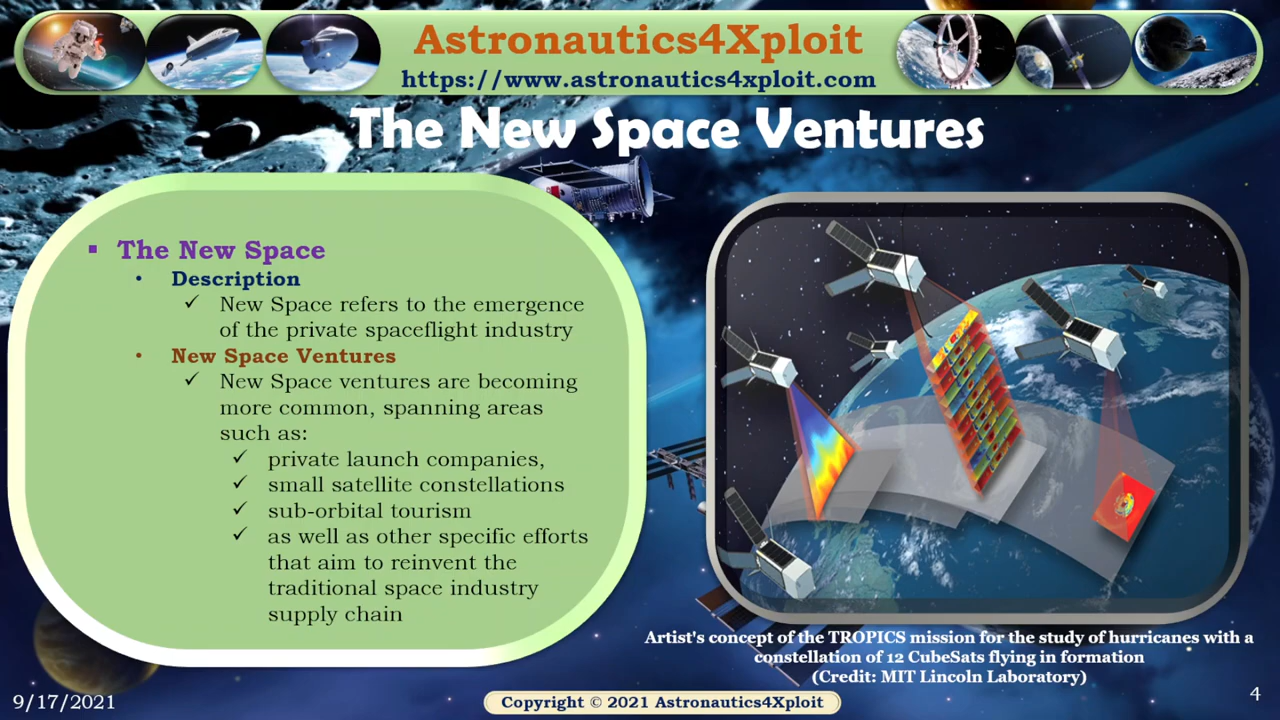 Astronautics4Xploit
https://www.astronautics4xploit.com
The New Space Ventures
▪ The New Space
• Description
✓ New Space refers to the emergence
of the private spaceflight industry
• New Space Ventures
✓ New Space ventures are becoming
more common, spanning areas
such as:
✓ private launch companies,
✓ small satellite constellations
✓ sub-orbital tourism
✓ as well as other specific efforts
that aim to reinvent the
traditional space industry
supply chain
Artist's concept of the TROPICS mission for the study of hurricanes with a
constellation of 12 CubeSats flying in formation
(Credit: MIT Lincoln Laboratory)
9/17/2021
Copyright © 2021 Astronautics4Xploit
4